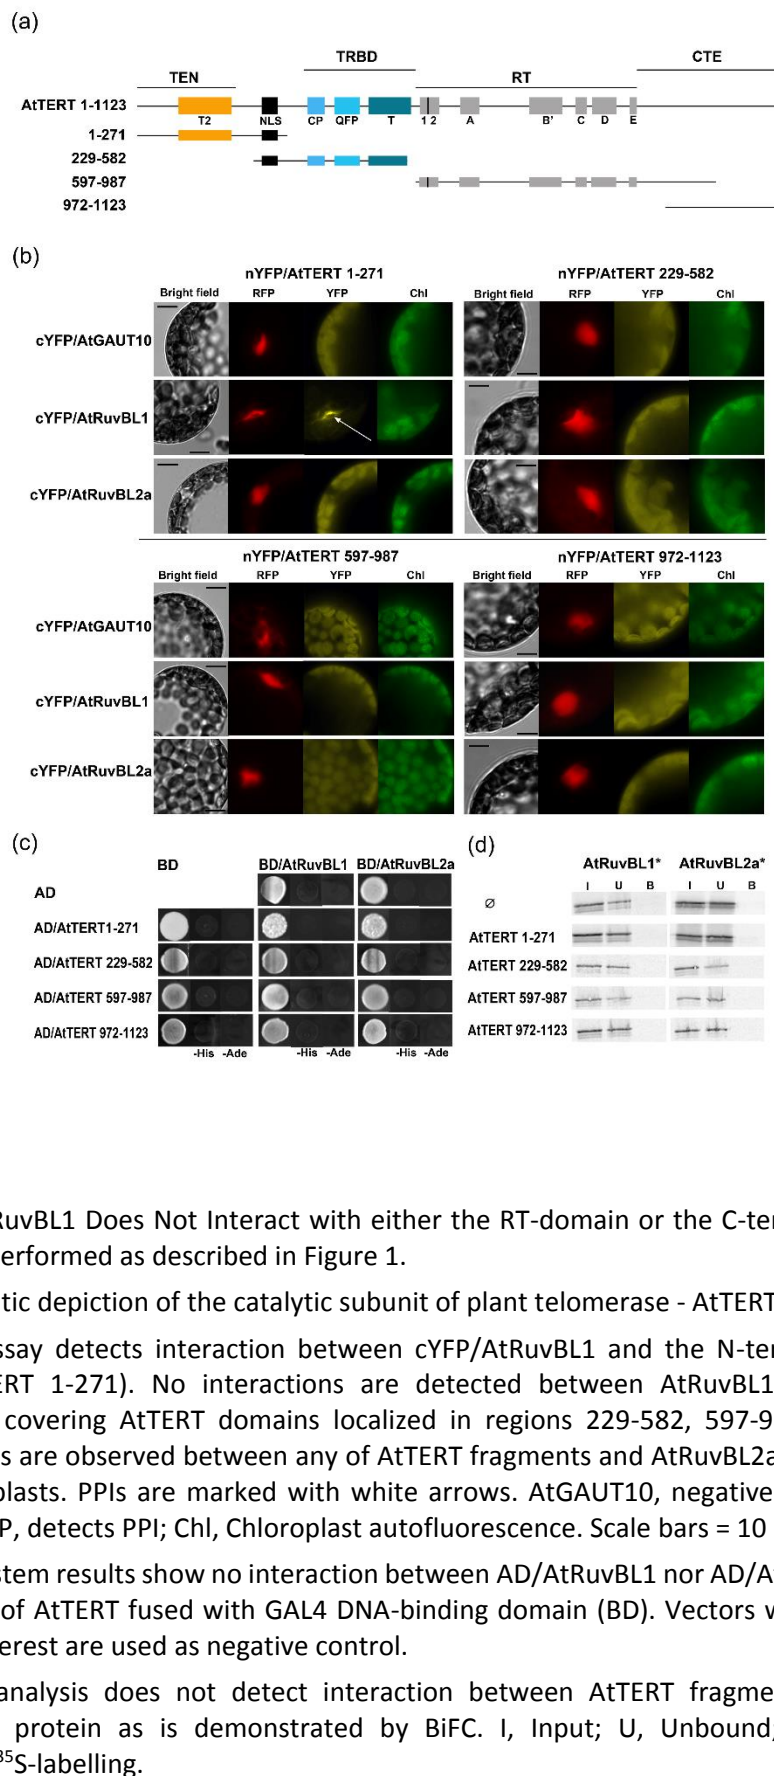 (a)
TRBD
CTE
TEN
RT
AtTERT 1-1123
T2
NLS
CP
QFP
T
1 2
A
B'
C
D
E
1-271
229-582
597-987
972-1123
(b)
nYFP/AtTERT 1-271
nYFP/AtTERT 229-582
Bright field RFP YFP Chl
Bright field RFP YFP Chl
cYFP/AtGAUT10
cYFP/AtRuvBL1
cYFP/AtRuvBL2a
nYFP/AtTERT 597-987
nYFP/AtTERT 972-1123
Bright field RFP YFP Chl
Bright field RFP YFP Chl
cYFP/AtGAUT10
cYFP/AtRuvBL1
cYFP/AtRuvBL2a
(c)
BD
BD/AtRuvBL1
BD/AtRuvBL2a
AD
AD/AtTERT1-271
AD/AtTERT 229-582
AD/AtTERT 597-987
AD/AtTERT 972-1123
-His -Ade
-His -Ade
-His -Ade
(d)
AtRuvBL1* AtRuvBL2a*
I U B I U B
∅
AtTERT 1-271
AtTERT 229-582
AtTERT 597-987
AtTERT 972-1123
RuvBL1 Does Not Interact with either the RT-domain or the C-ter
erformed as described in Figure 1.
tic depiction of the catalytic subunit of plant telomerase - AtTERT
ssay detects interaction between cYFP/AtRuvBL1 and the N-ter
ERT 1-271). No interactions are detected between AtRuvBL1
covering AtTERT domains localized in regions 229-582, 597-9
s are observed between any of AtTERT fragments and AtRuvBL2a
plasts. PPIs are marked with white arrows. AtGAUT10, negative
P, detects PPI; Chl, Chloroplast autofluorescence. Scale bars = 10
stem results show no interaction between AD/AtRuvBL1 nor AD/At
of AtTERT fused with GAL4 DNA-binding domain (BD). Vectors w
erest are used as negative control.
analysis does not detect interaction between AtTERT fragme
protein as is demonstrated by BiFC. I, Input; U, Unbound;
³⁵S-labelling.